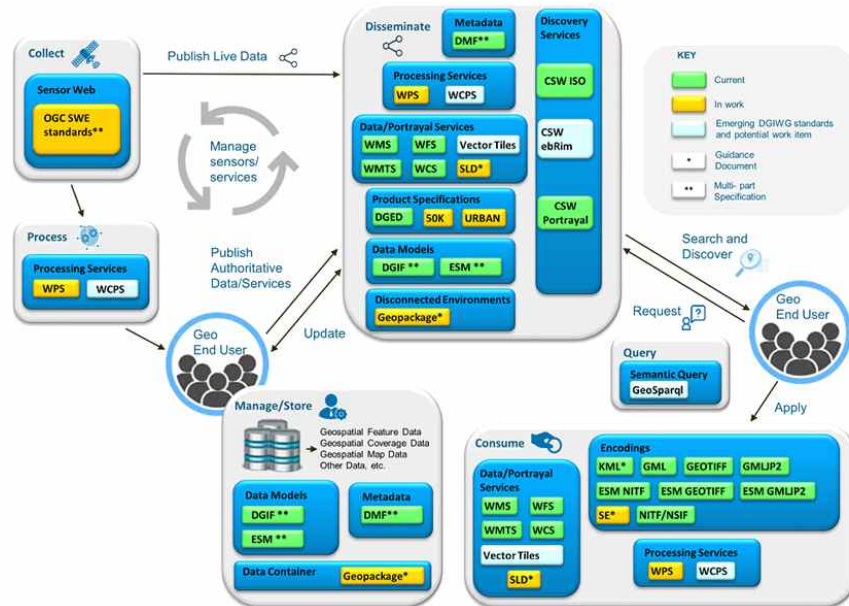 Collect
Sensor Web
OGC SWE
standards**
Publish Live Data
Manage
sensors/
services
Process
Processing Services
WPS
WCPS
Publish
Authoritative
Data/Services
Update
Geo
End User
Disseminate
Metadata
DMF**
Processing Services
WPS
WCPS
Data/Portrayal Services
WMS
WFS
Vector Tiles
WMTS
WCS
SLD*
Product Specifications
DGED
50K
URBAN
Data Models
DGIF **
ESM **
Disconnected Environments
Geopackage*
Discovery
Services
CSW ISO
CSW
ebRim
CSW
Portrayal
KEY
Current
In work
Emerging DGIWG standards
and potential work item
*
Guidance
Document
**
Multi- part
Specification
Search and
Discover
Request
Geo
End User
Query
Semantic Query
GeoSparql
Apply
Manage/Store
Geospatial Feature Data
Geospatial Coverage Data
Geospatial Map Data
Other Data, etc.
Data Models
DGIF **
ESM **
Metadata
DMF**
Data Container
Geopackage*
Consume
Data/Portrayal
Services
WMS
WFS
WMTS
WCS
Vector Tiles
SLD*
Encodings
KML*
GML
GEOTIFF
GMLJP2
ESM NITF
ESM GEOTIFF
ESM GMLJP2
SE*
NITF/NSIF
Processing Services
WPS
WCPS